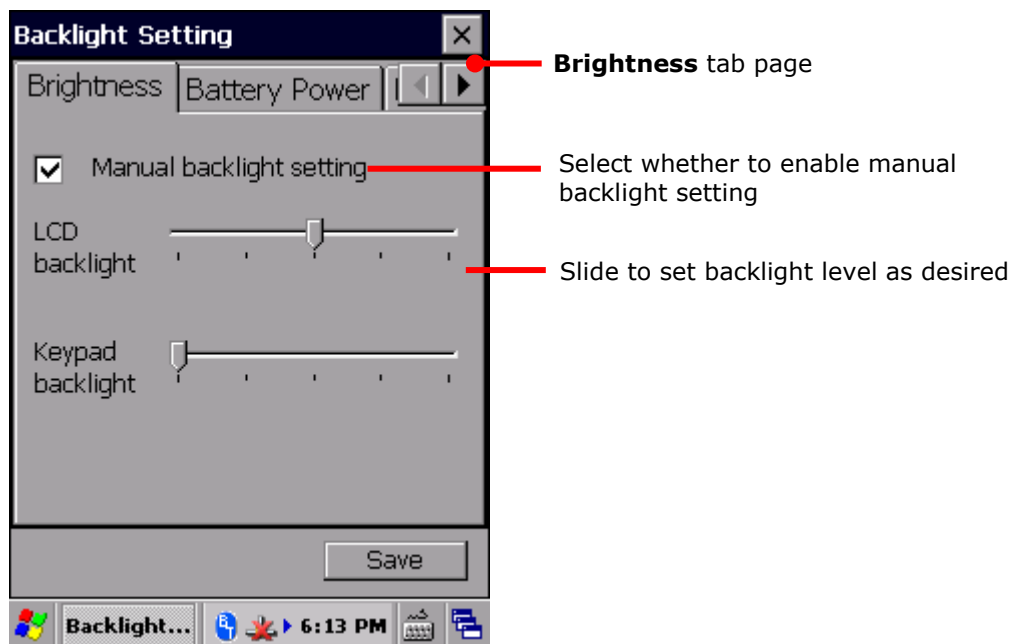 Backlight Setting
Brightness
Battery Power
Manual backlight setting
LCD
backlight
Keypad
backlight
Save
Backlight...
6:13 PM
Brightness tab page
Select whether to enable manual
backlight setting
Slide to set backlight level as desired